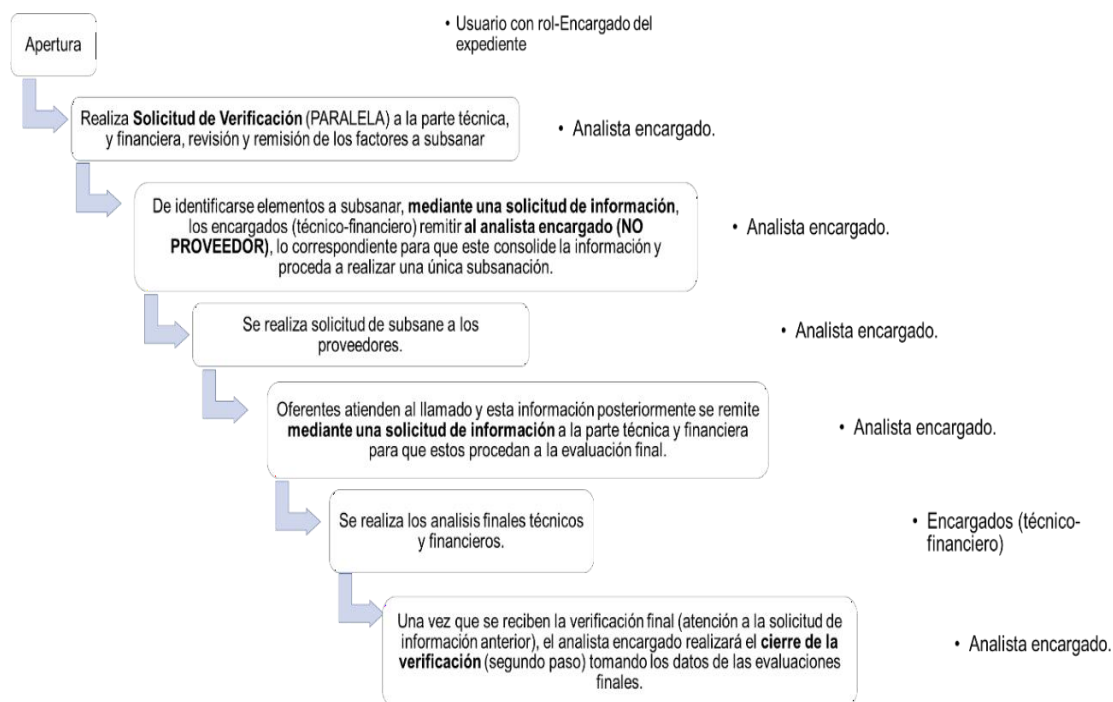 Apertura
• Usuario con rol-Encargado del
expediente
Realiza Solicitud de Verificación (PARALELA) a la parte técnica,
y financiera, revisión y remisión de los factores a subsanar
• Analista encargado.
De identificarse elementos a subsanar, mediante una solicitud de información,
los encargados (técnico-financiero) remitir al analista encargado (NO
PROVEEDOR), lo correspondiente para que este consolide la información y
proceda a realizar una única subsanación.
• Analista encargado.
Se realiza solicitud de subsane a los
proveedores.
• Analista encargado.
Oferentes atienden al llamado y esta información posteriormente se remite
mediante una solicitud de información a la parte técnica y financiera
para que estos procedan a la evaluación final.
• Analista encargado.
Se realiza los analisis finales técnicos
y financieros.
• Encargados (técnico-
financiero)
Una vez que se reciben la verificación final (atención a la solicitud de
información anterior), el analista encargado realizará el cierre de la
verificación (segundo paso) tomando los datos de las evaluaciones
finales.
• Analista encargado.